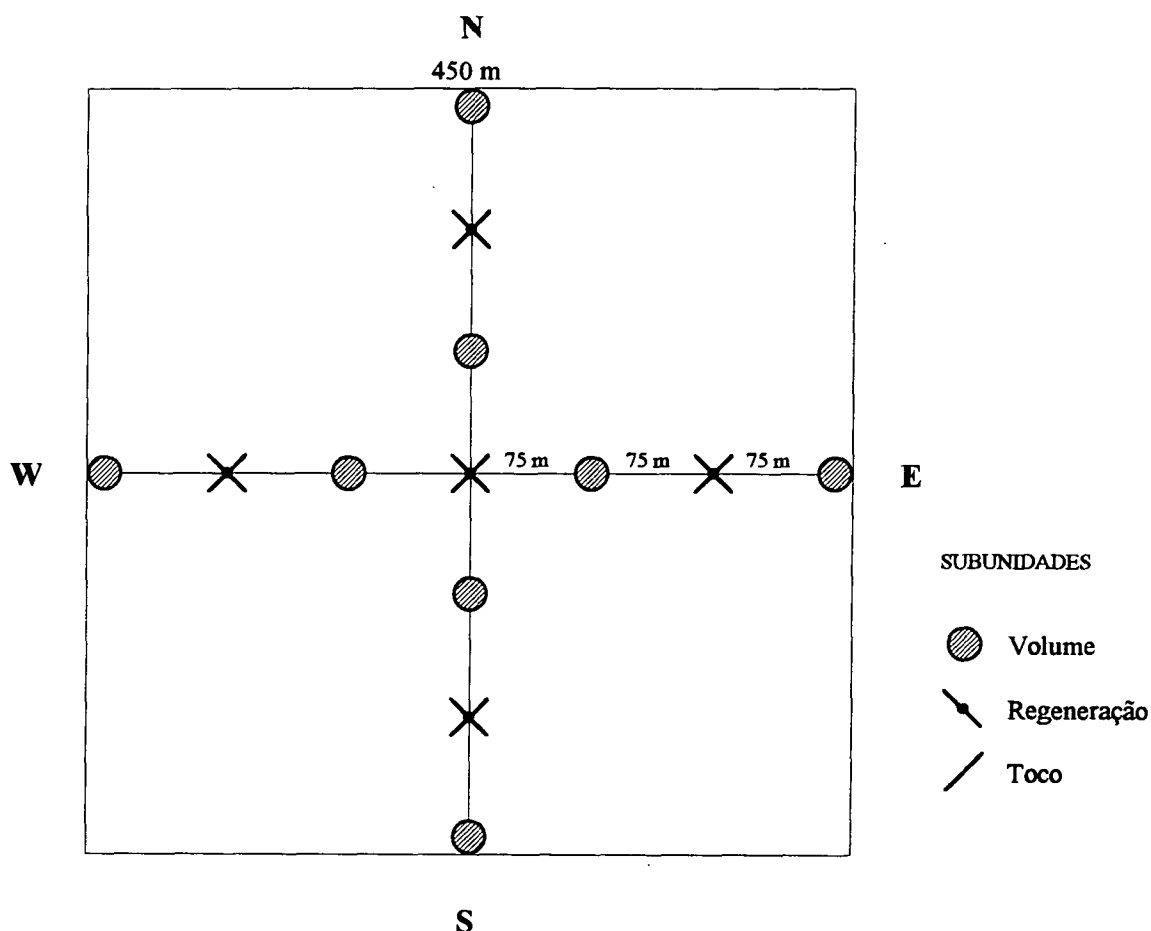 N
450 m
W
75 m 75 m 75 m
E
SUBUNIDADES
Volume
Regeneração
Toco
S